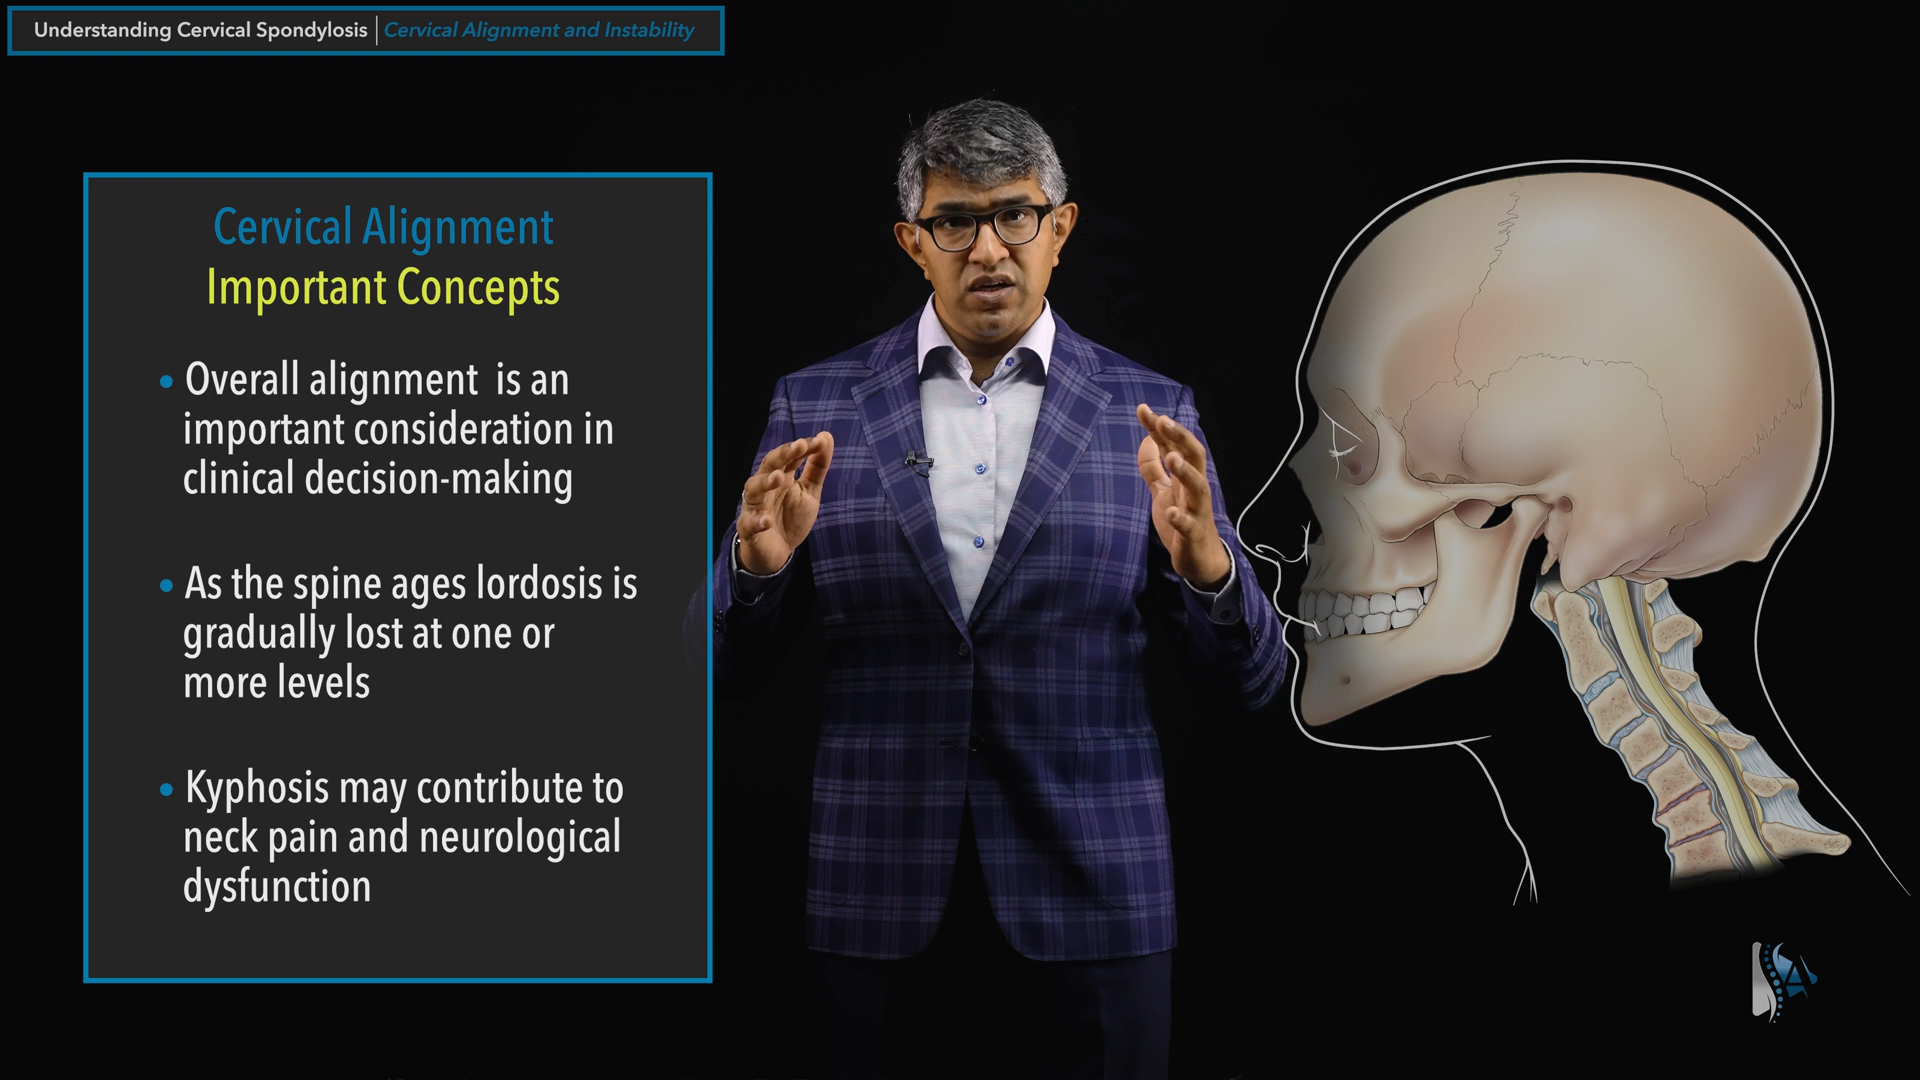 Understanding Cervical Spondylosis | Cervical Alignment and Instability
Cervical Alignment
Important Concepts
• Overall alignment is an
important consideration in
clinical decision-making
• As the spine ages lordosis is
gradually lost at one or
more levels
• Kyphosis may contribute to
neck pain and neurological
dysfunction
A